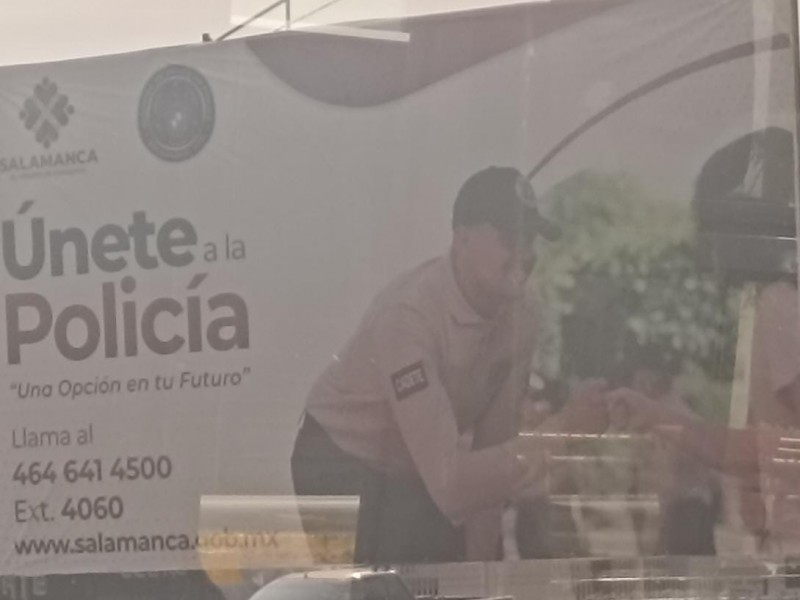 SALAMANCA
Únete a la
Policía
"Una Opción en tu Futuro"
Llama al
464 641 4500
Ext. 4060
www.salamanca.gob.mx
CADETE